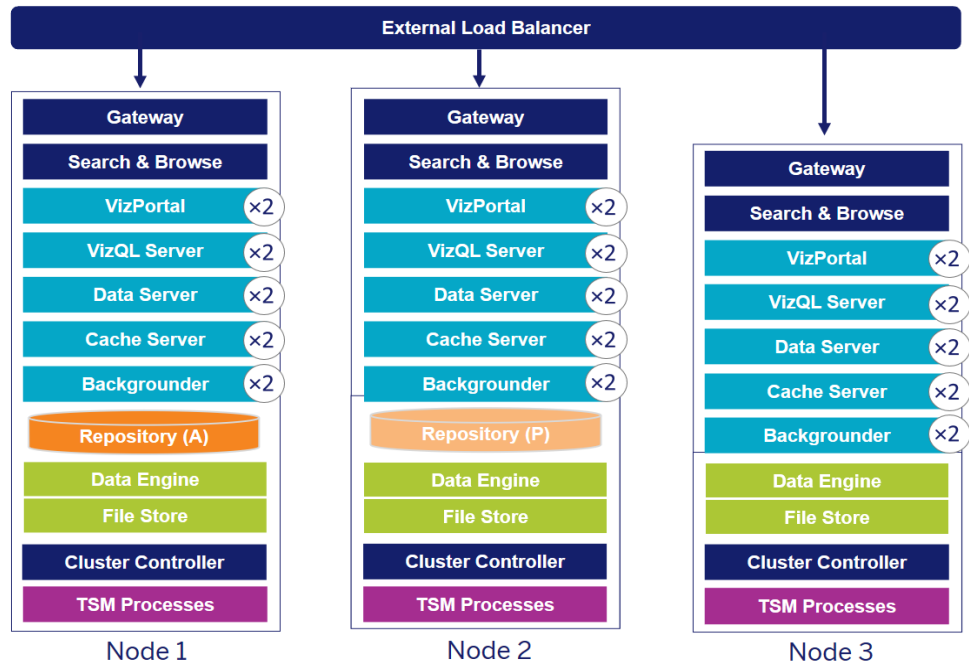 External Load Balancer
Gateway
Search & Browse
VizPortal ×2
VizQL Server ×2
Data Server ×2
Cache Server ×2
Backgrounder ×2
Repository (A)
Data Engine
File Store
Cluster Controller
TSM Processes
Node 1
Gateway
Search & Browse
VizPortal ×2
VizQL Server ×2
Data Server ×2
Cache Server ×2
Backgrounder ×2
Repository (P)
Data Engine
File Store
Cluster Controller
TSM Processes
Node 2
Gateway
Search & Browse
VizPortal ×2
VizQL Server ×2
Data Server ×2
Cache Server ×2
Backgrounder ×2
Data Engine
File Store
Cluster Controller
TSM Processes
Node 3